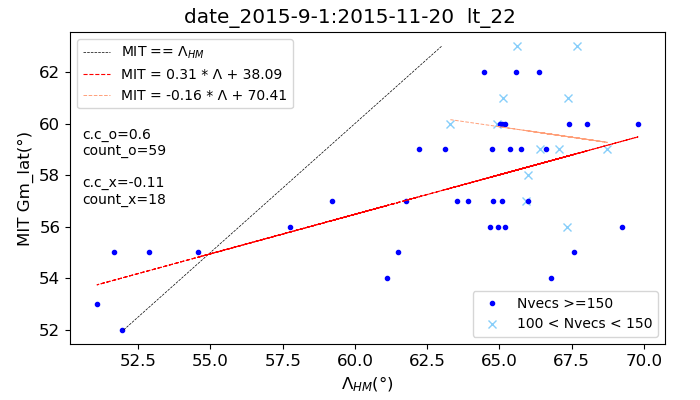 date_2015-9-1:2015-11-20 lt_22
MIT == Λ_HM
MIT = 0.31 * Λ + 38.09
MIT = -0.16 * Λ + 70.41
c.c_o=0.6
count_o=59
c.c_x=-0.11
count_x=18
MIT Gm_lat(°)
62
60
58
56
54
52
Nvecs >=150
100 < Nvecs < 150
52.5 55.0 57.5 60.0 62.5 65.0 67.5 70.0
Λ_HM(°)